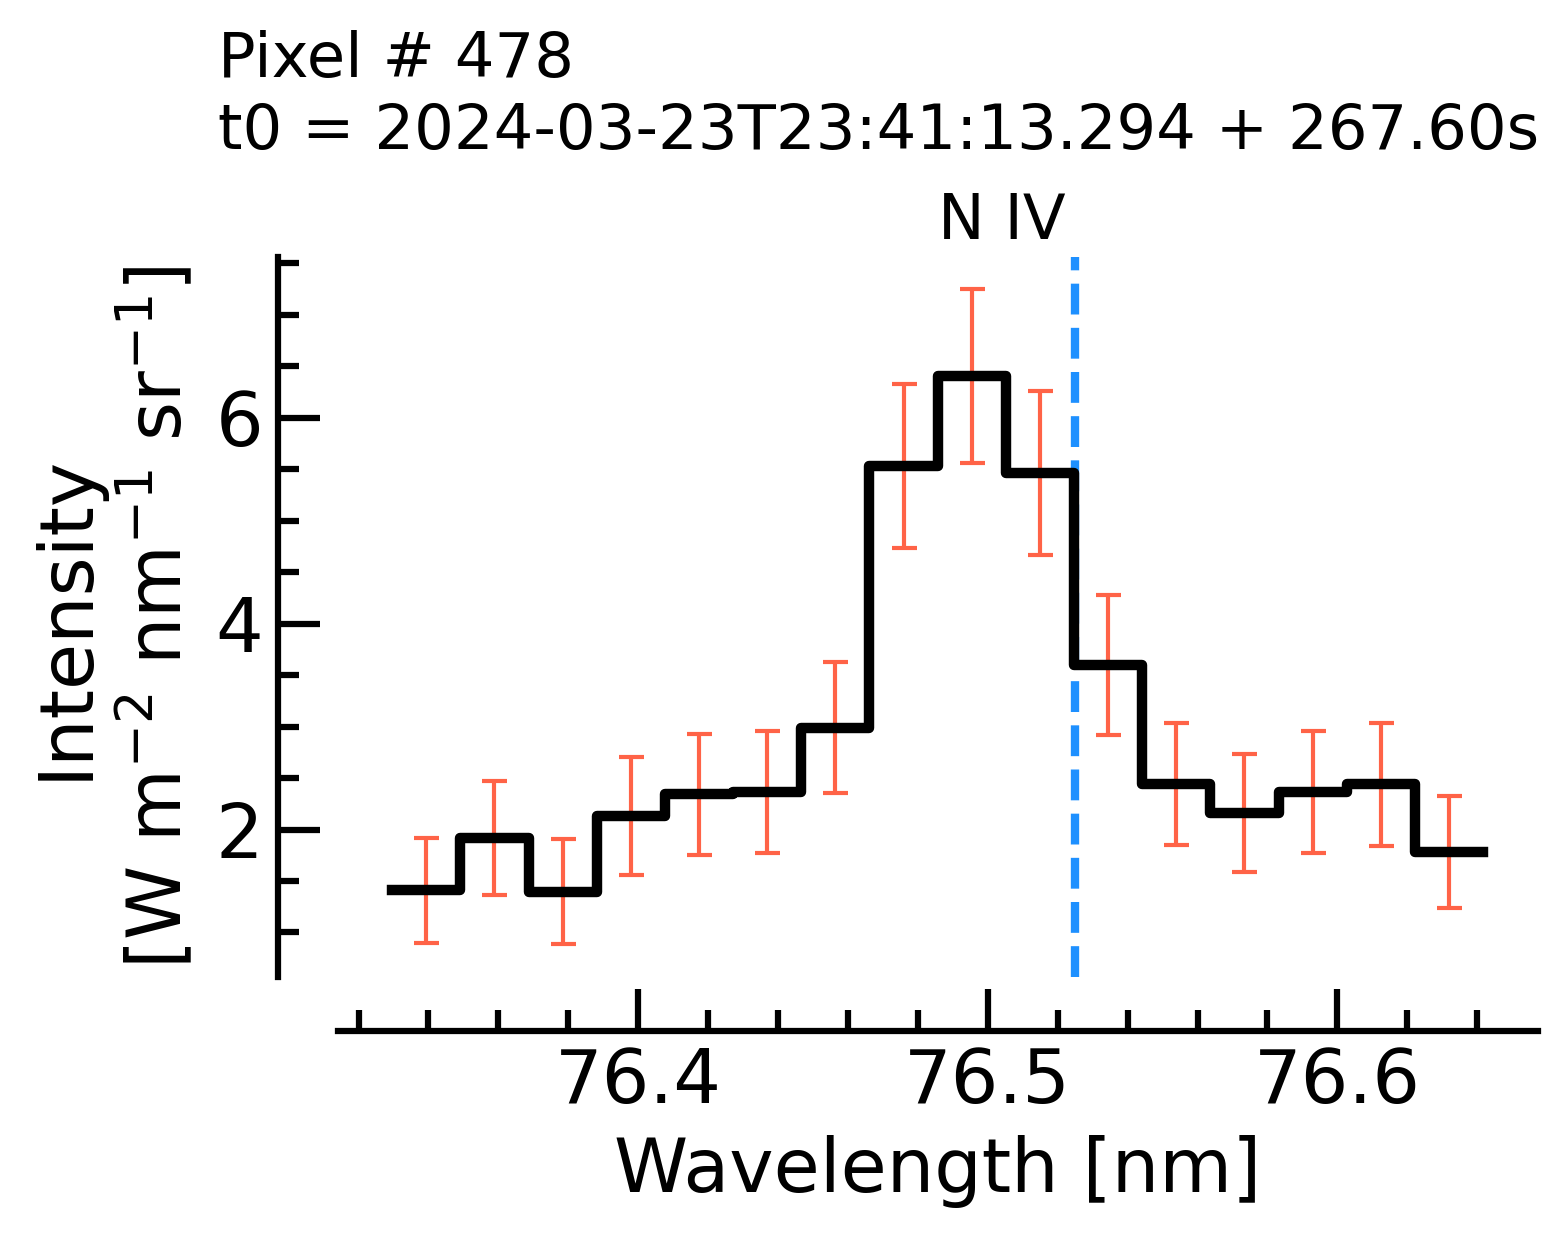 Pixel # 478
t0 = 2024-03-23T23:41:13.294 + 267.60s
N IV
Intensity
[W m⁻² nm⁻¹ sr⁻¹]
6
4
2
76.4 76.5 76.6
Wavelength [nm]